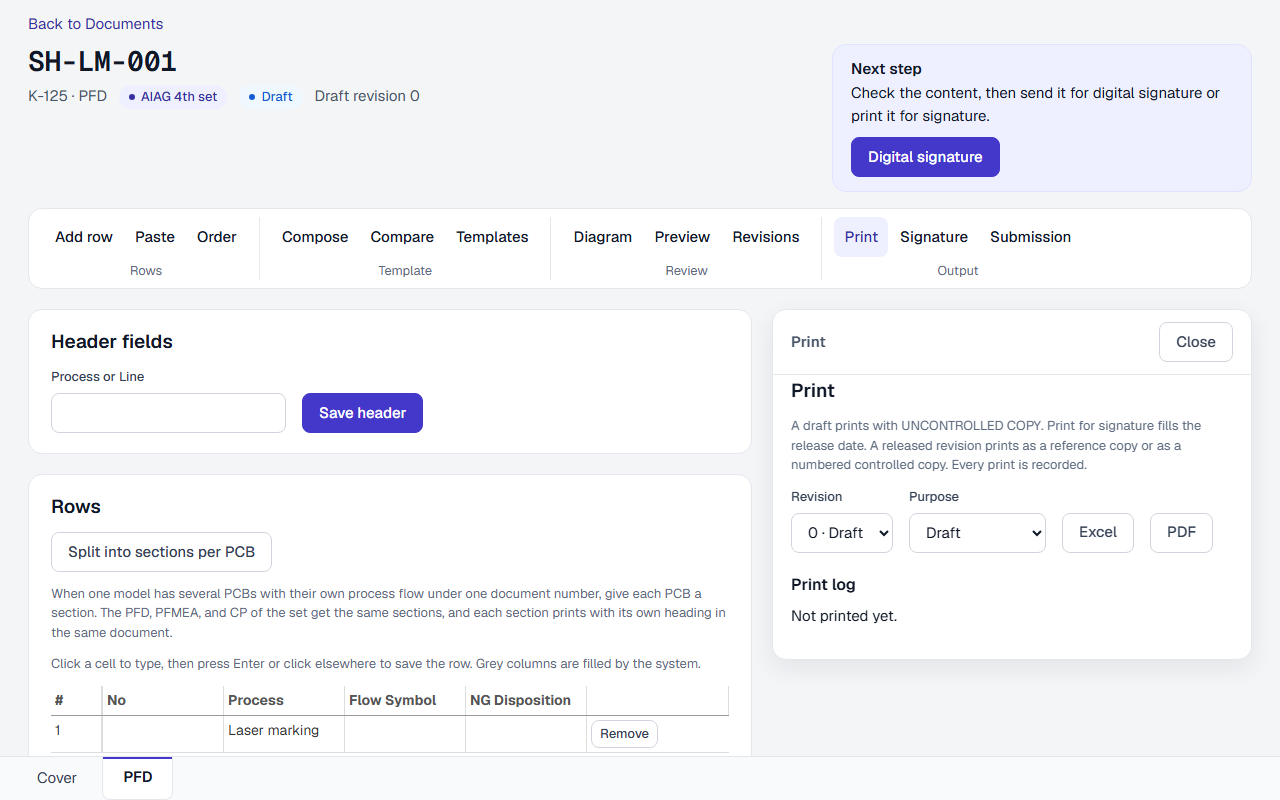 Back to Documents
SH-LM-001
K-125 · PFD
AIAG 4th set
Draft
Draft revision 0
Next step
Check the content, then send it for digital signature or
print it for signature.
Digital signature
Add row
Paste
Order
Rows
Compose
Compare
Templates
Template
Diagram
Preview
Revisions
Review
Print
Signature
Submission
Output
Header fields
Process or Line
Save header
Rows
Split into sections per PCB
When one model has several PCBs with their own process flow under one document number, give each PCB a
section. The PFD, PFMEA, and CP of the set get the same sections, and each section prints with its own heading in
the same document.
Click a cell to type, then press Enter or click elsewhere to save the row. Grey columns are filled by the system.
# No Process Flow Symbol NG Disposition
1 Laser marking Remove
Print
Close
Print
A draft prints with UNCONTROLLED COPY. Print for signature fills the
release date. A released revision prints as a reference copy or as a
numbered controlled copy. Every print is recorded.
Revision
Purpose
0 · Draft
Draft
Excel
PDF
Print log
Not printed yet.
Cover
PFD